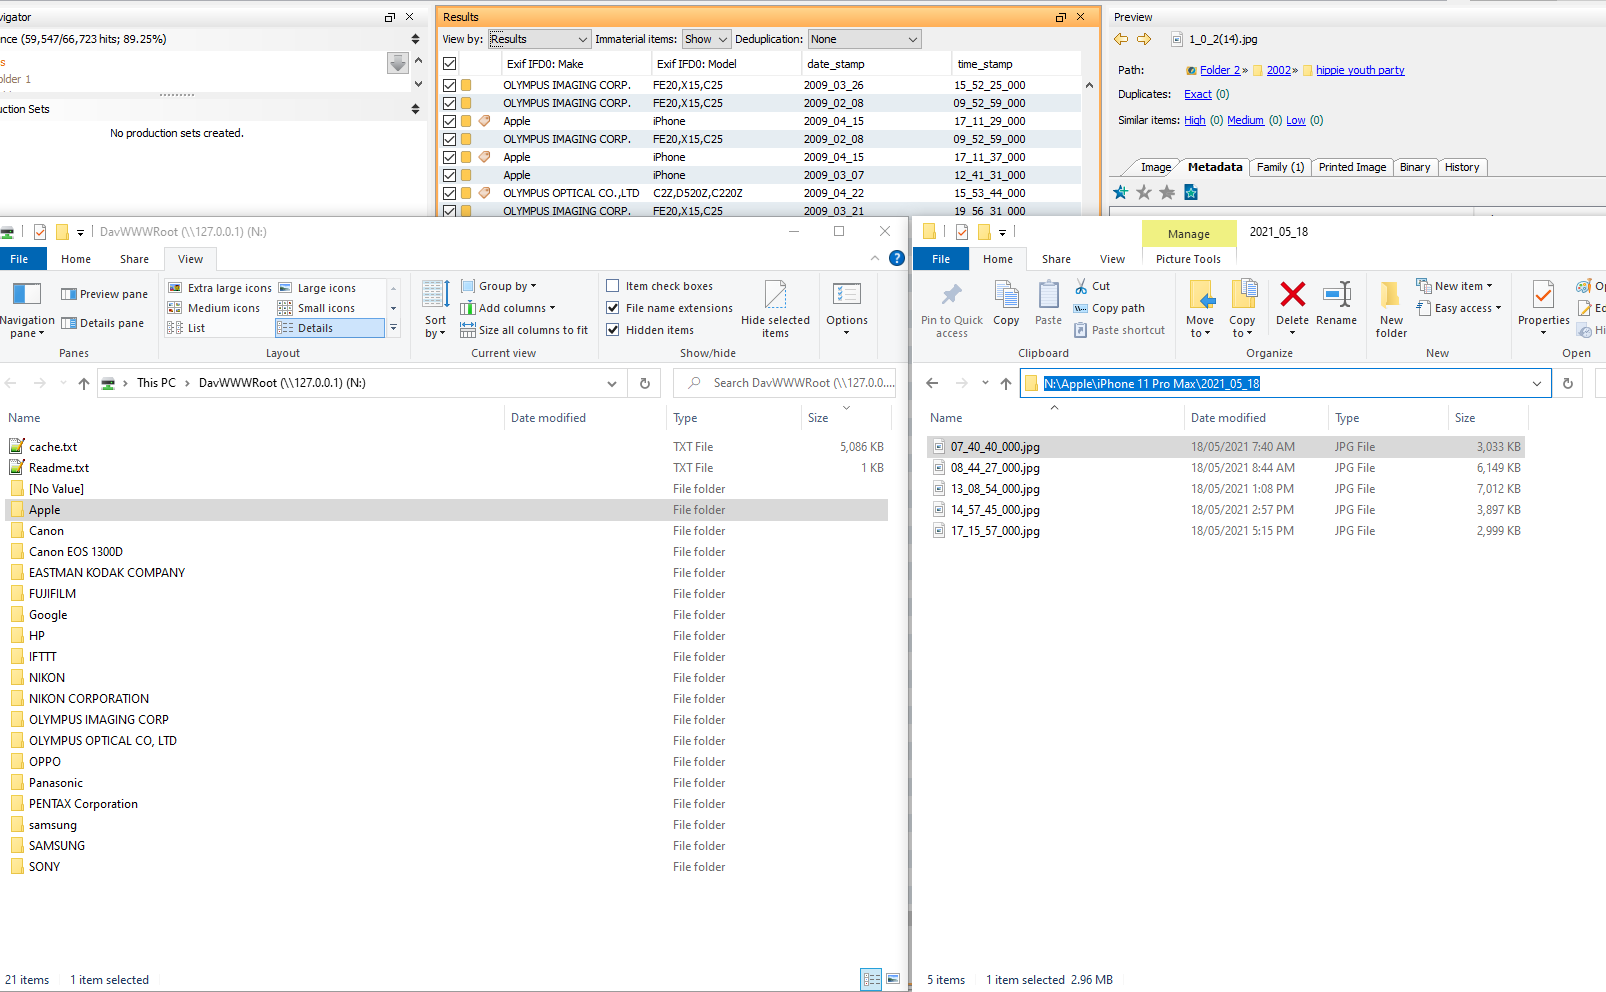 vigator
nce (59,547/66,723 hits; 89.25%)
s
older 1
ction Sets
No production sets created.
Results
View by: Results Immaterial items: Show Deduplication: None
Exif IFD0: Make Exif IFD0: Model date_stamp time_stamp
OLYMPUS IMAGING CORP. FE20,X15,C25 2009_03_26 15_52_25_000
OLYMPUS IMAGING CORP. FE20,X15,C25 2009_02_08 09_52_59_000
Apple iPhone 2009_04_15 17_11_29_000
OLYMPUS IMAGING CORP. FE20,X15,C25 2009_02_08 09_52_59_000
Apple iPhone 2009_04_15 17_11_37_000
Apple iPhone 2009_03_07 12_41_31_000
OLYMPUS OPTICAL CO.,LTD C2Z,D520Z,C220Z 2009_04_22 15_53_44_000
OLYMPUS IMAGING CORP. FE20,X15,C25 2009_03_21 19_56_31_000
Preview
1_0_2(14).jpg
Path: Folder 2» 2002» hippie youth party
Duplicates: Exact (0)
Similar items: High (0) Medium (0) Low (0)
Image Metadata Family (1) Printed Image Binary History
DavWWWRoot (\\127.0.0.1) (N:)
File Home Share View
Navigation pane
Preview pane
Details pane
Panes
Extra large icons Large icons
Medium icons Small icons
List Details
Layout
Sort by
Group by
Add columns
Size all columns to fit
Current view
Item check boxes
File name extensions
Hidden items
Hide selected items
Show/hide
Options
This PC > DavWWWRoot (\\127.0.0.1) (N:)
Search DavWWWRoot (\\127.0.0....
Name Date modified Type Size
cache.txt TXT File 5,086 KB
Readme.txt TXT File 1 KB
[No Value] File folder
Apple File folder
Canon File folder
Canon EOS 1300D File folder
EASTMAN KODAK COMPANY File folder
FUJIFILM File folder
Google File folder
HP File folder
IFTTT File folder
NIKON File folder
NIKON CORPORATION File folder
OLYMPUS IMAGING CORP File folder
OLYMPUS OPTICAL CO, LTD File folder
OPPO File folder
Panasonic File folder
PENTAX Corporation File folder
samsung File folder
SAMSUNG File folder
SONY File folder
21 items 1 item selected
Manage 2021_05_18
File Home Share View Picture Tools
Pin to Quick access
Copy
Paste
Cut
Copy path
Paste shortcut
Clipboard
Move to
Copy to
Delete
Rename
Organize
New folder
New item
Easy access
New
Properties
Op
Ec
Hi
Open
N:\Apple\iPhone 11 Pro Max\2021_05_18
Name Date modified Type Size
07_40_40_000.jpg 18/05/2021 7:40 AM JPG File 3,033 KB
08_44_27_000.jpg 18/05/2021 8:44 AM JPG File 6,149 KB
13_08_54_000.jpg 18/05/2021 1:08 PM JPG File 7,012 KB
14_57_45_000.jpg 18/05/2021 2:57 PM JPG File 3,897 KB
17_15_57_000.jpg 18/05/2021 5:15 PM JPG File 2,999 KB
5 items 1 item selected 2.96 MB